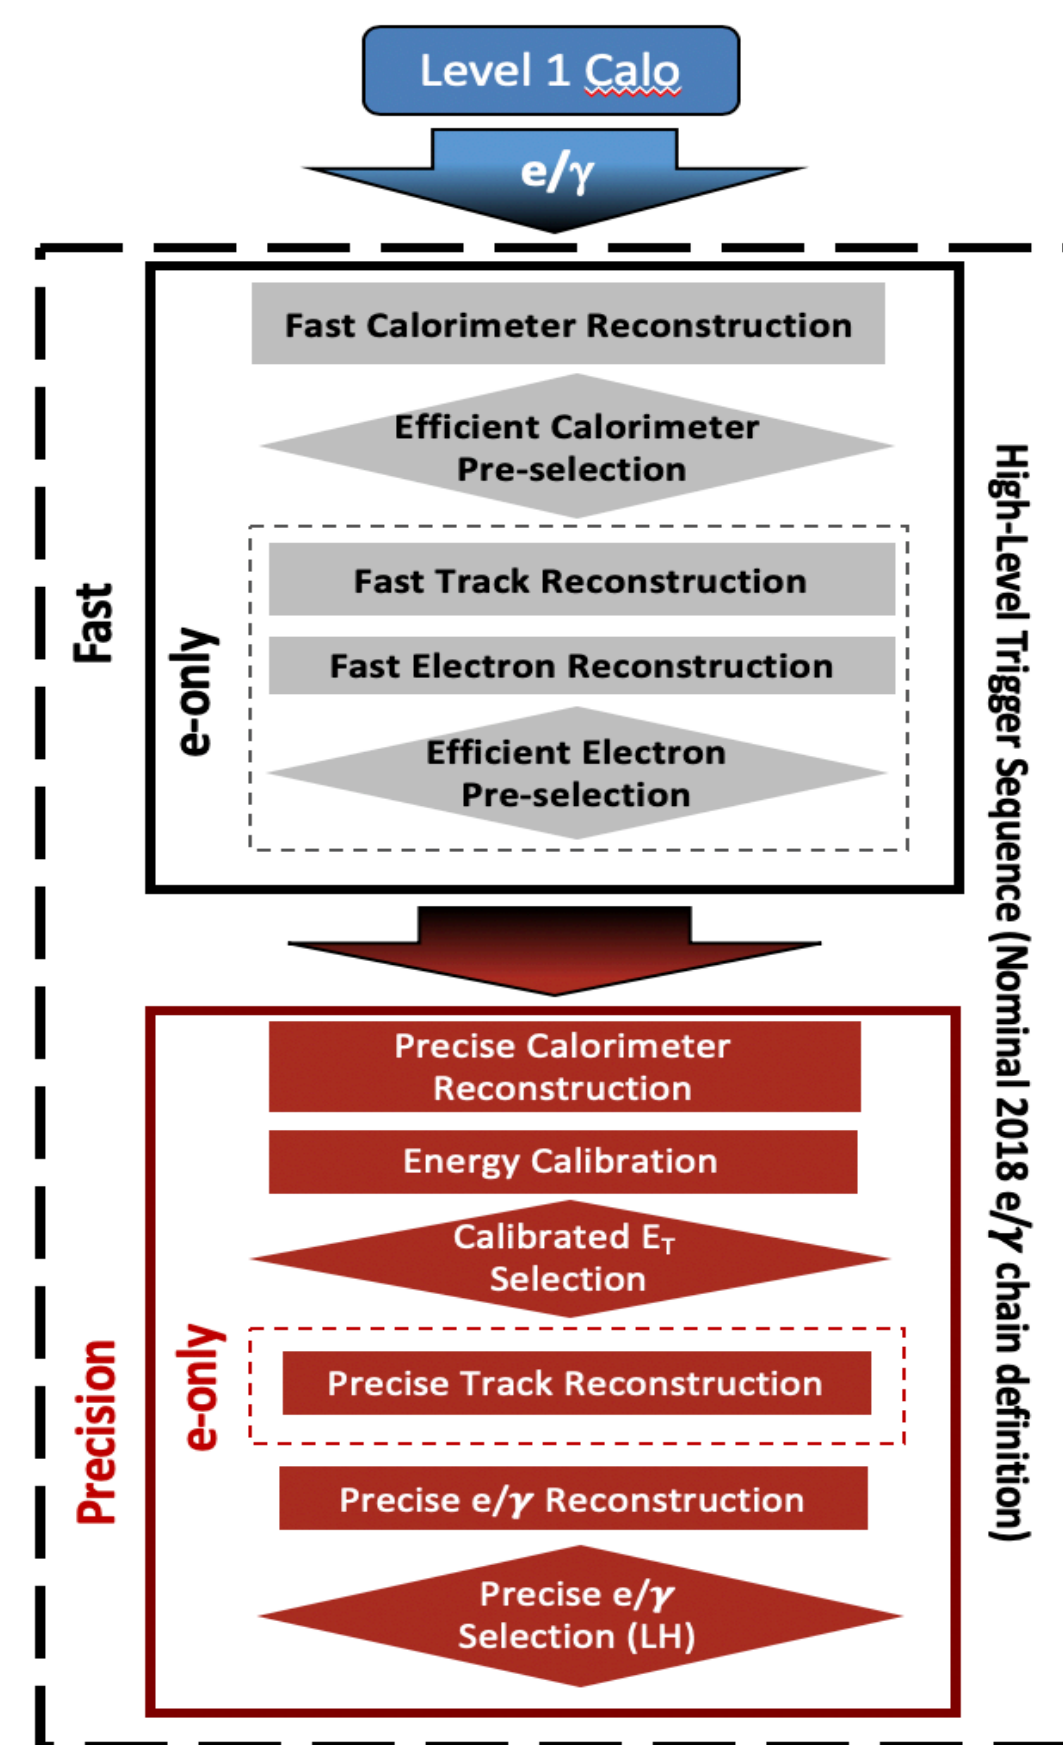 Level 1 Calo
e/γ
Fast
e-only
Fast Calorimeter Reconstruction
Efficient Calorimeter
Pre-selection
Fast Track Reconstruction
Fast Electron Reconstruction
Efficient Electron
Pre-selection
High-Level Trigger Sequence (Nominal 2018 e/γ chain definition)
Precision
e-only
Precise Calorimeter
Reconstruction
Energy Calibration
Calibrated E_T
Selection
Precise Track Reconstruction
Precise e/γ Reconstruction
Precise e/γ
Selection (LH)